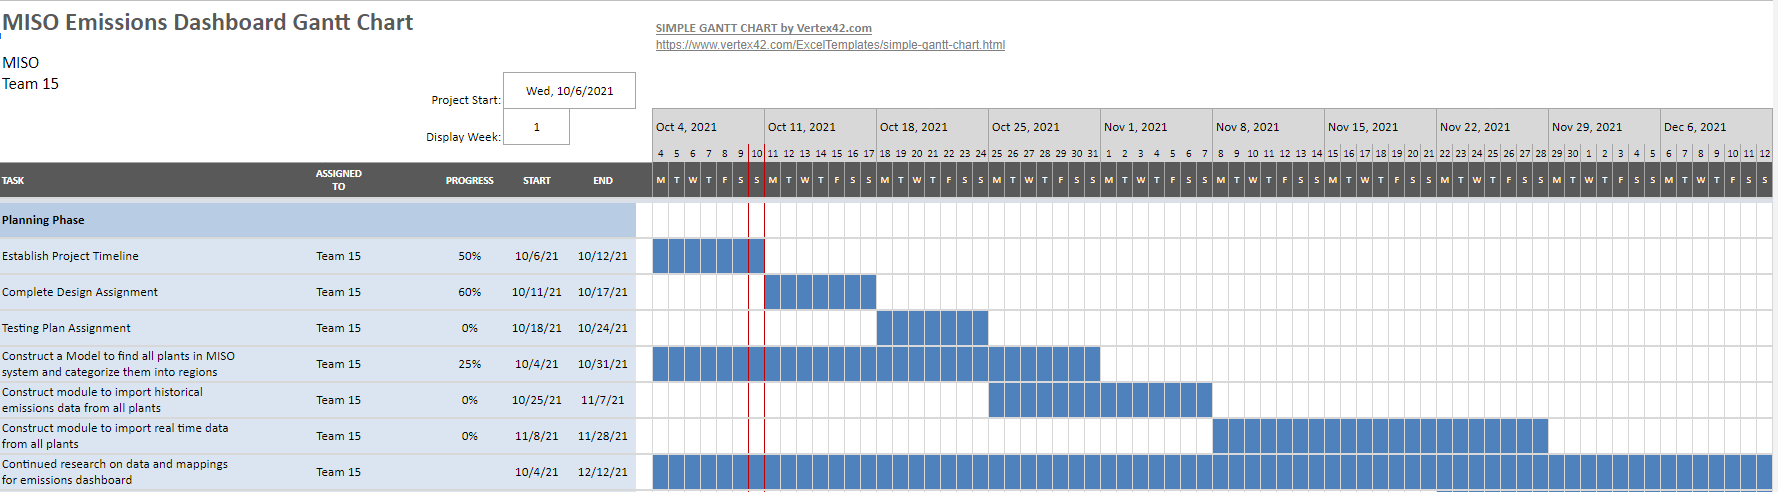 MISO Emissions Dashboard Gantt Chart
SIMPLE GANTT CHART by Vertex42.com
https://www.vertex42.com/ExcelTemplates/simple-gantt-chart.html
MISO
Team 15
Project Start: Wed, 10/6/2021
Display Week: 1
Oct 4, 2021 Oct 11, 2021 Oct 18, 2021 Oct 25, 2021 Nov 1, 2021 Nov 8, 2021 Nov 15, 2021 Nov 22, 2021 Nov 29, 2021 Dec 6, 2021
4 5 6 7 8 9 10 11 12 13 14 15 16 17 18 19 20 21 22 23 24 25 26 27 28 29 30 31 1 2 3 4 5 6 7 8 9 10 11 12 13 14 15 16 17 18 19 20 21 22 23 24 25 26 27 28 29 30 1 2 3 4 5 6 7 8 9 10 11 12
TASK ASSIGNED TO PROGRESS START END M T W T F S S M T W T F S S M T W T F S S M T W T F S S M T W T F S S M T W T F S S M T W T F S S M T W T F S S M T W T F S S M T W T F S S
Planning Phase
Establish Project Timeline Team 15 50% 10/6/21 10/12/21
Complete Design Assignment Team 15 60% 10/11/21 10/17/21
Testing Plan Assignment Team 15 0% 10/18/21 10/24/21
Construct a Model to find all plants in MISO
system and categorize them into regions Team 15 25% 10/4/21 10/31/21
Construct module to import historical
emissions data from all plants Team 15 0% 10/25/21 11/7/21
Construct module to import real time data
from all plants Team 15 0% 11/8/21 11/28/21
Continued research on data and mappings
for emissions dashboard Team 15 10/4/21 12/12/21